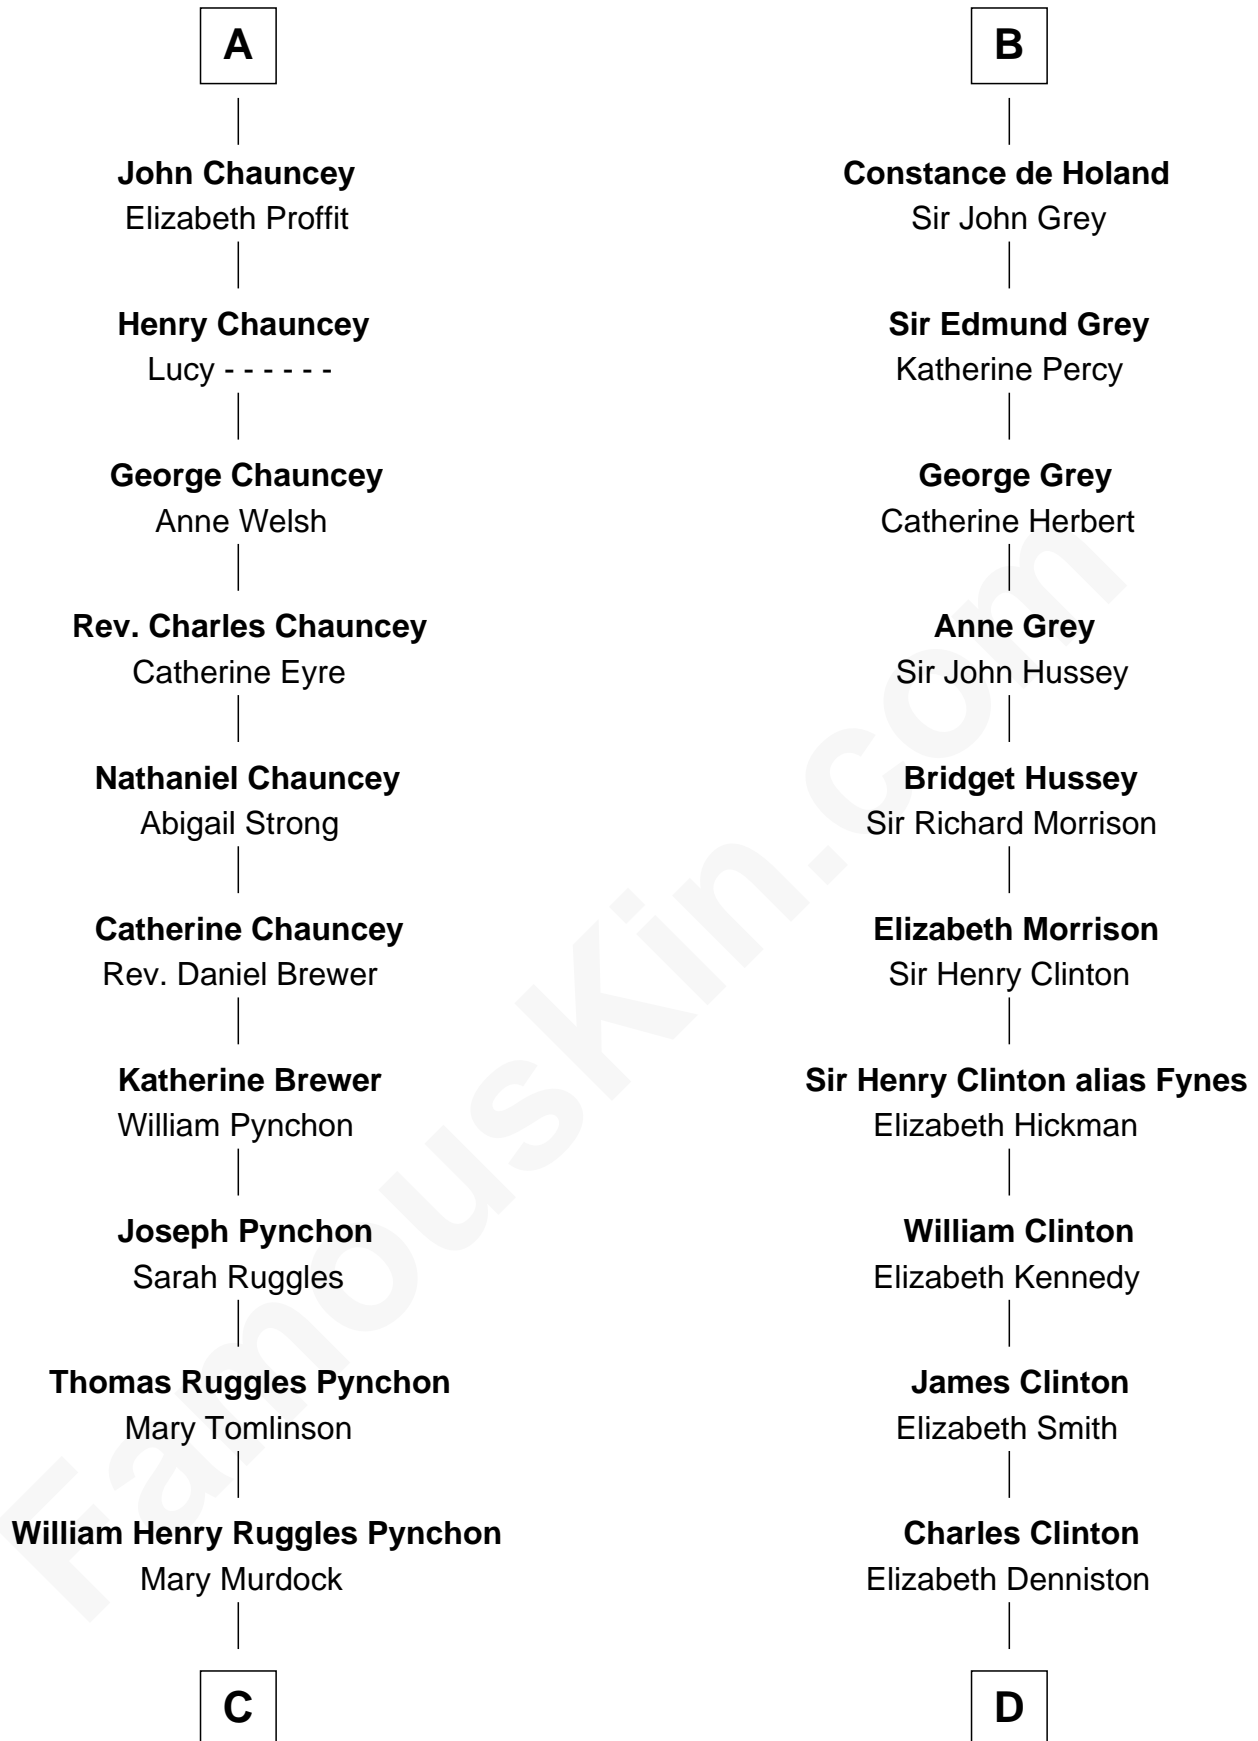 A
John Chauncey
Elizabeth Proffit
Henry Chauncey
Lucy - - - - - -
George Chauncey
Anne Welsh
Rev. Charles Chauncey
Catherine Eyre
Nathaniel Chauncey
Abigail Strong
Catherine Chauncey
Rev. Daniel Brewer
Katherine Brewer
William Pynchon
Joseph Pynchon
Sarah Ruggles
Thomas Ruggles Pynchon
Mary Tomlinson
William Henry Ruggles Pynchon
Mary Murdock
C
B
Constance de Holand
Sir John Grey
Sir Edmund Grey
Katherine Percy
George Grey
Catherine Herbert
Anne Grey
Sir John Hussey
Bridget Hussey
Sir Richard Morrison
Elizabeth Morrison
Sir Henry Clinton
Sir Henry Clinton alias Fynes
Elizabeth Hickman
William Clinton
Elizabeth Kennedy
James Clinton
Elizabeth Smith
Charles Clinton
Elizabeth Denniston
D
FamousKin.com